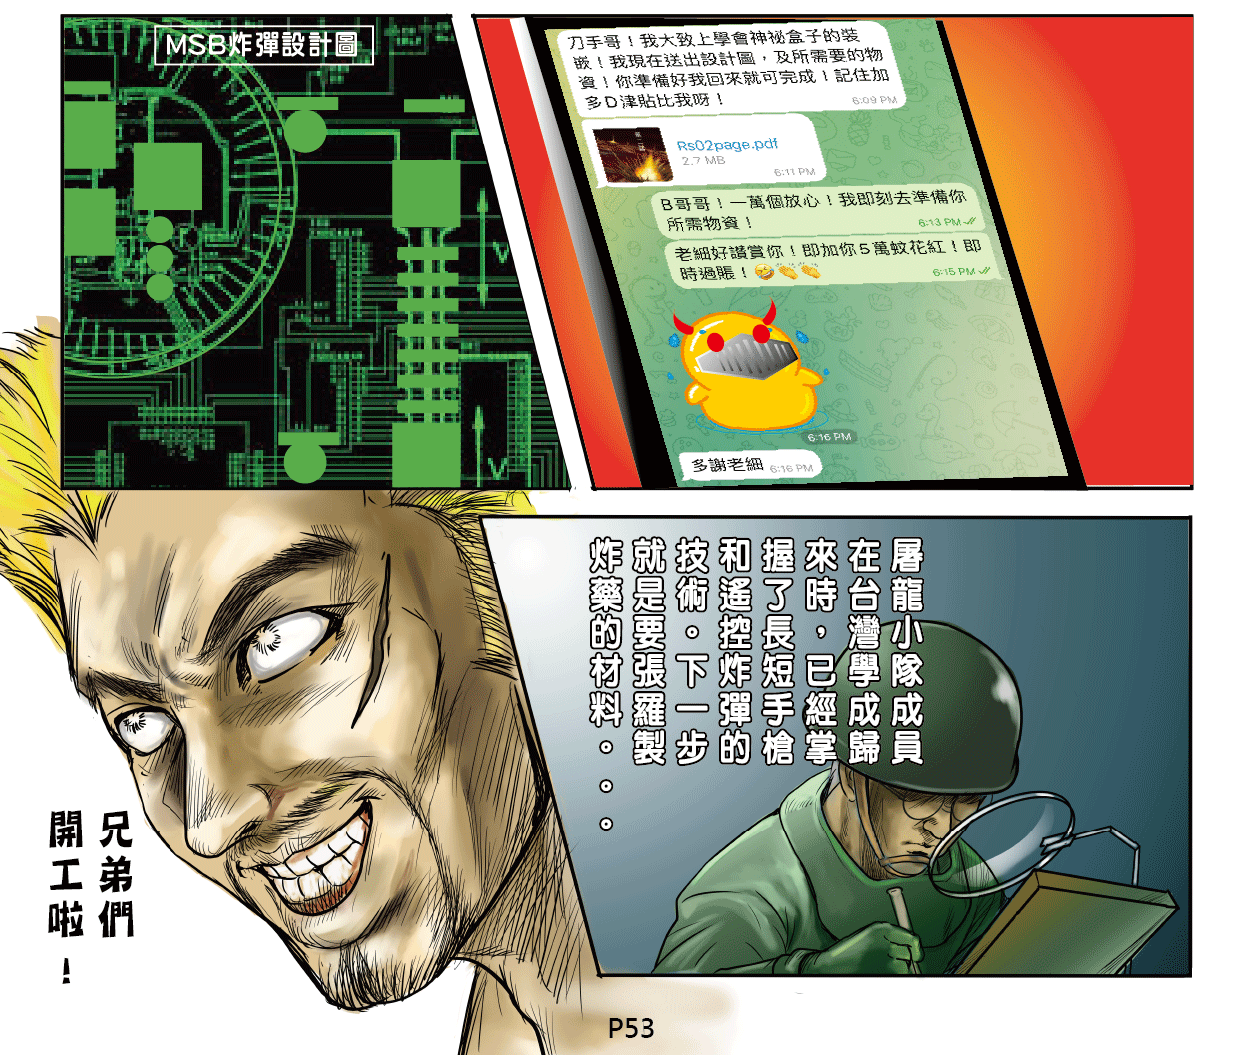 MSB炸彈設計圖
刀手哥！我大致上學會神祕盒子的裝
嵌！我現在送出設計圖，及所需要的物
資！你準備好我回來就可完成！記住加
多D津貼比我呀！
6:09 PM
Rs02page.pdf
2.7 MB
6:11 PM
B哥哥！一萬個放心！我即刻去準備你
所需物資！
6:13 PM
老細好讃賞你！即加你5萬蚊花紅！即
時過賬！🤣👏👏
6:15 PM
6:16 PM
多謝老細
6:16 PM
屠龍小隊成員
在台灣學成歸
來時，已經掌
握了長短手槍
和遙控炸彈的
技術。下一步
就是要張羅製
炸藥的材料。。。
兄弟們
開工啦！
V
V
P53